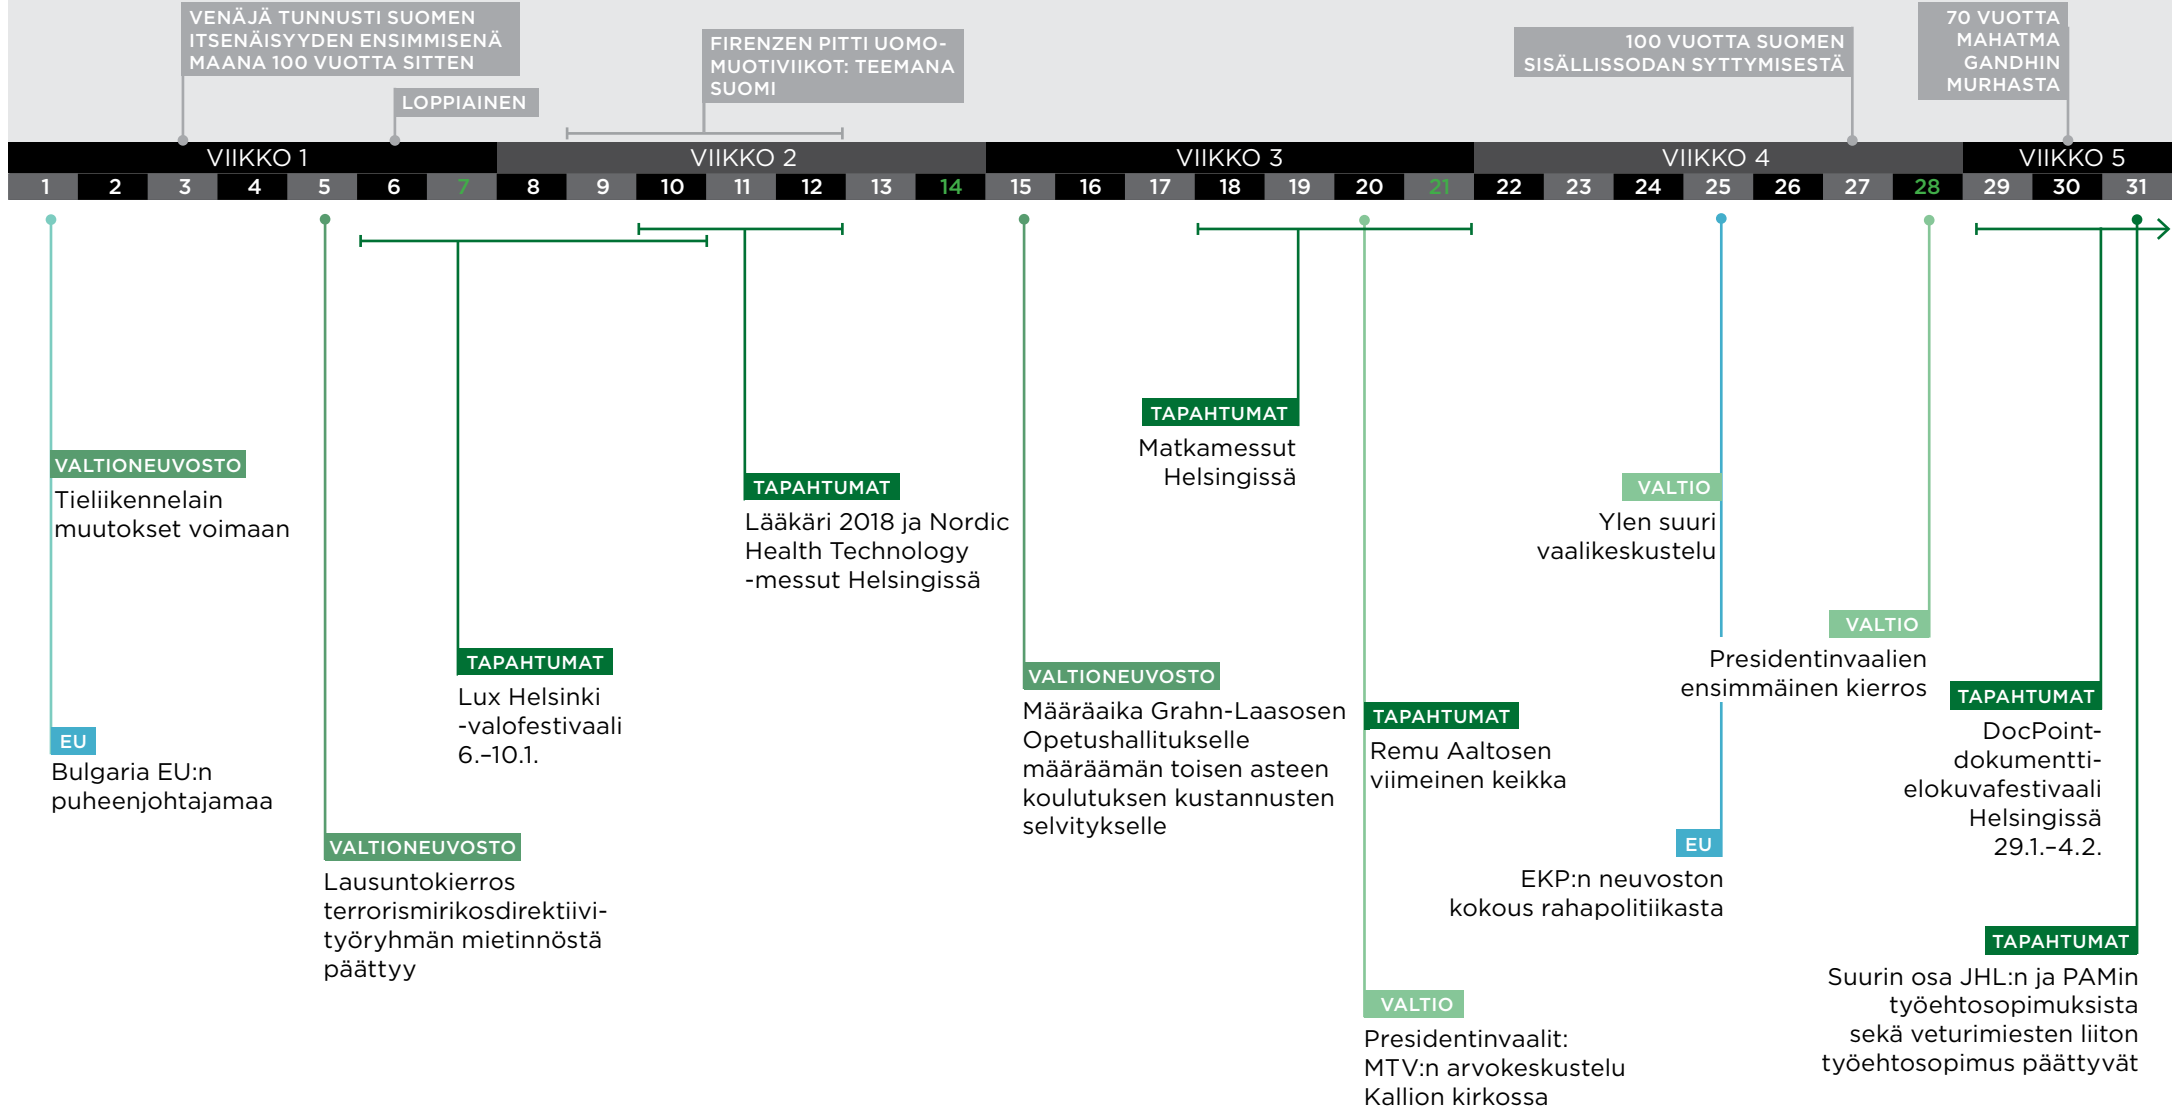 VENÄJÄ TUNNUSTI SUOMEN
ITSENÄISYYDEN ENSIMMISENÄ
MAANA 100 VUOTTA SITTEN
LOPPIAINEN
FIRENZEN PITTI UOMO-
MUOTIVIIKOT: TEEMANA
SUOMI
100 VUOTTA SUOMEN
SISÄLLISSODAN SYTTYMISESTÄ
70 VUOTTA
MAHATMA
GANDHIN
MURHASTA
VIIKKO 1 VIIKKO 2 VIIKKO 3 VIIKKO 4 VIIKKO 5
1 2 3 4 5 6 7 8 9 10 11 12 13 14 15 16 17 18 19 20 21 22 23 24 25 26 27 28 29 30 31
VALTIONEUVOSTO
Tieliikennelain
muutokset voimaan
EU
Bulgaria EU:n
puheenjohtajamaa
VALTIONEUVOSTO
Lausuntokierros
terrorismirikosdirektiivi-
työryhmän mietinnöstä
päättyy
TAPAHTUMAT
Lux Helsinki
-valofestivaali
6.–10.1.
TAPAHTUMAT
Lääkäri 2018 ja Nordic
Health Technology
-messut Helsingissä
VALTIONEUVOSTO
Määräaika Grahn-Laasosen
Opetushallitukselle
määräämän toisen asteen
koulutuksen kustannusten
selvitykselle
TAPAHTUMAT
Matkamessut
Helsingissä
TAPAHTUMAT
Remu Aaltosen
viimeinen keikka
VALTIO
Presidentinvaalit:
MTV:n arvokeskustelu
Kallion kirkossa
VALTIO
Ylen suuri
vaalikeskustelu
EU
EKP:n neuvoston
kokous rahapolitiikasta
VALTIO
Presidentinvaalien
ensimmäinen kierros
TAPAHTUMAT
DocPoint-
dokumentti-
elokuvafestivaali
Helsingissä
29.1.–4.2.
TAPAHTUMAT
Suurin osa JHL:n ja PAMin
työehtosopimuksista
sekä veturimiesten liiton
työehtosopimus päättyvät